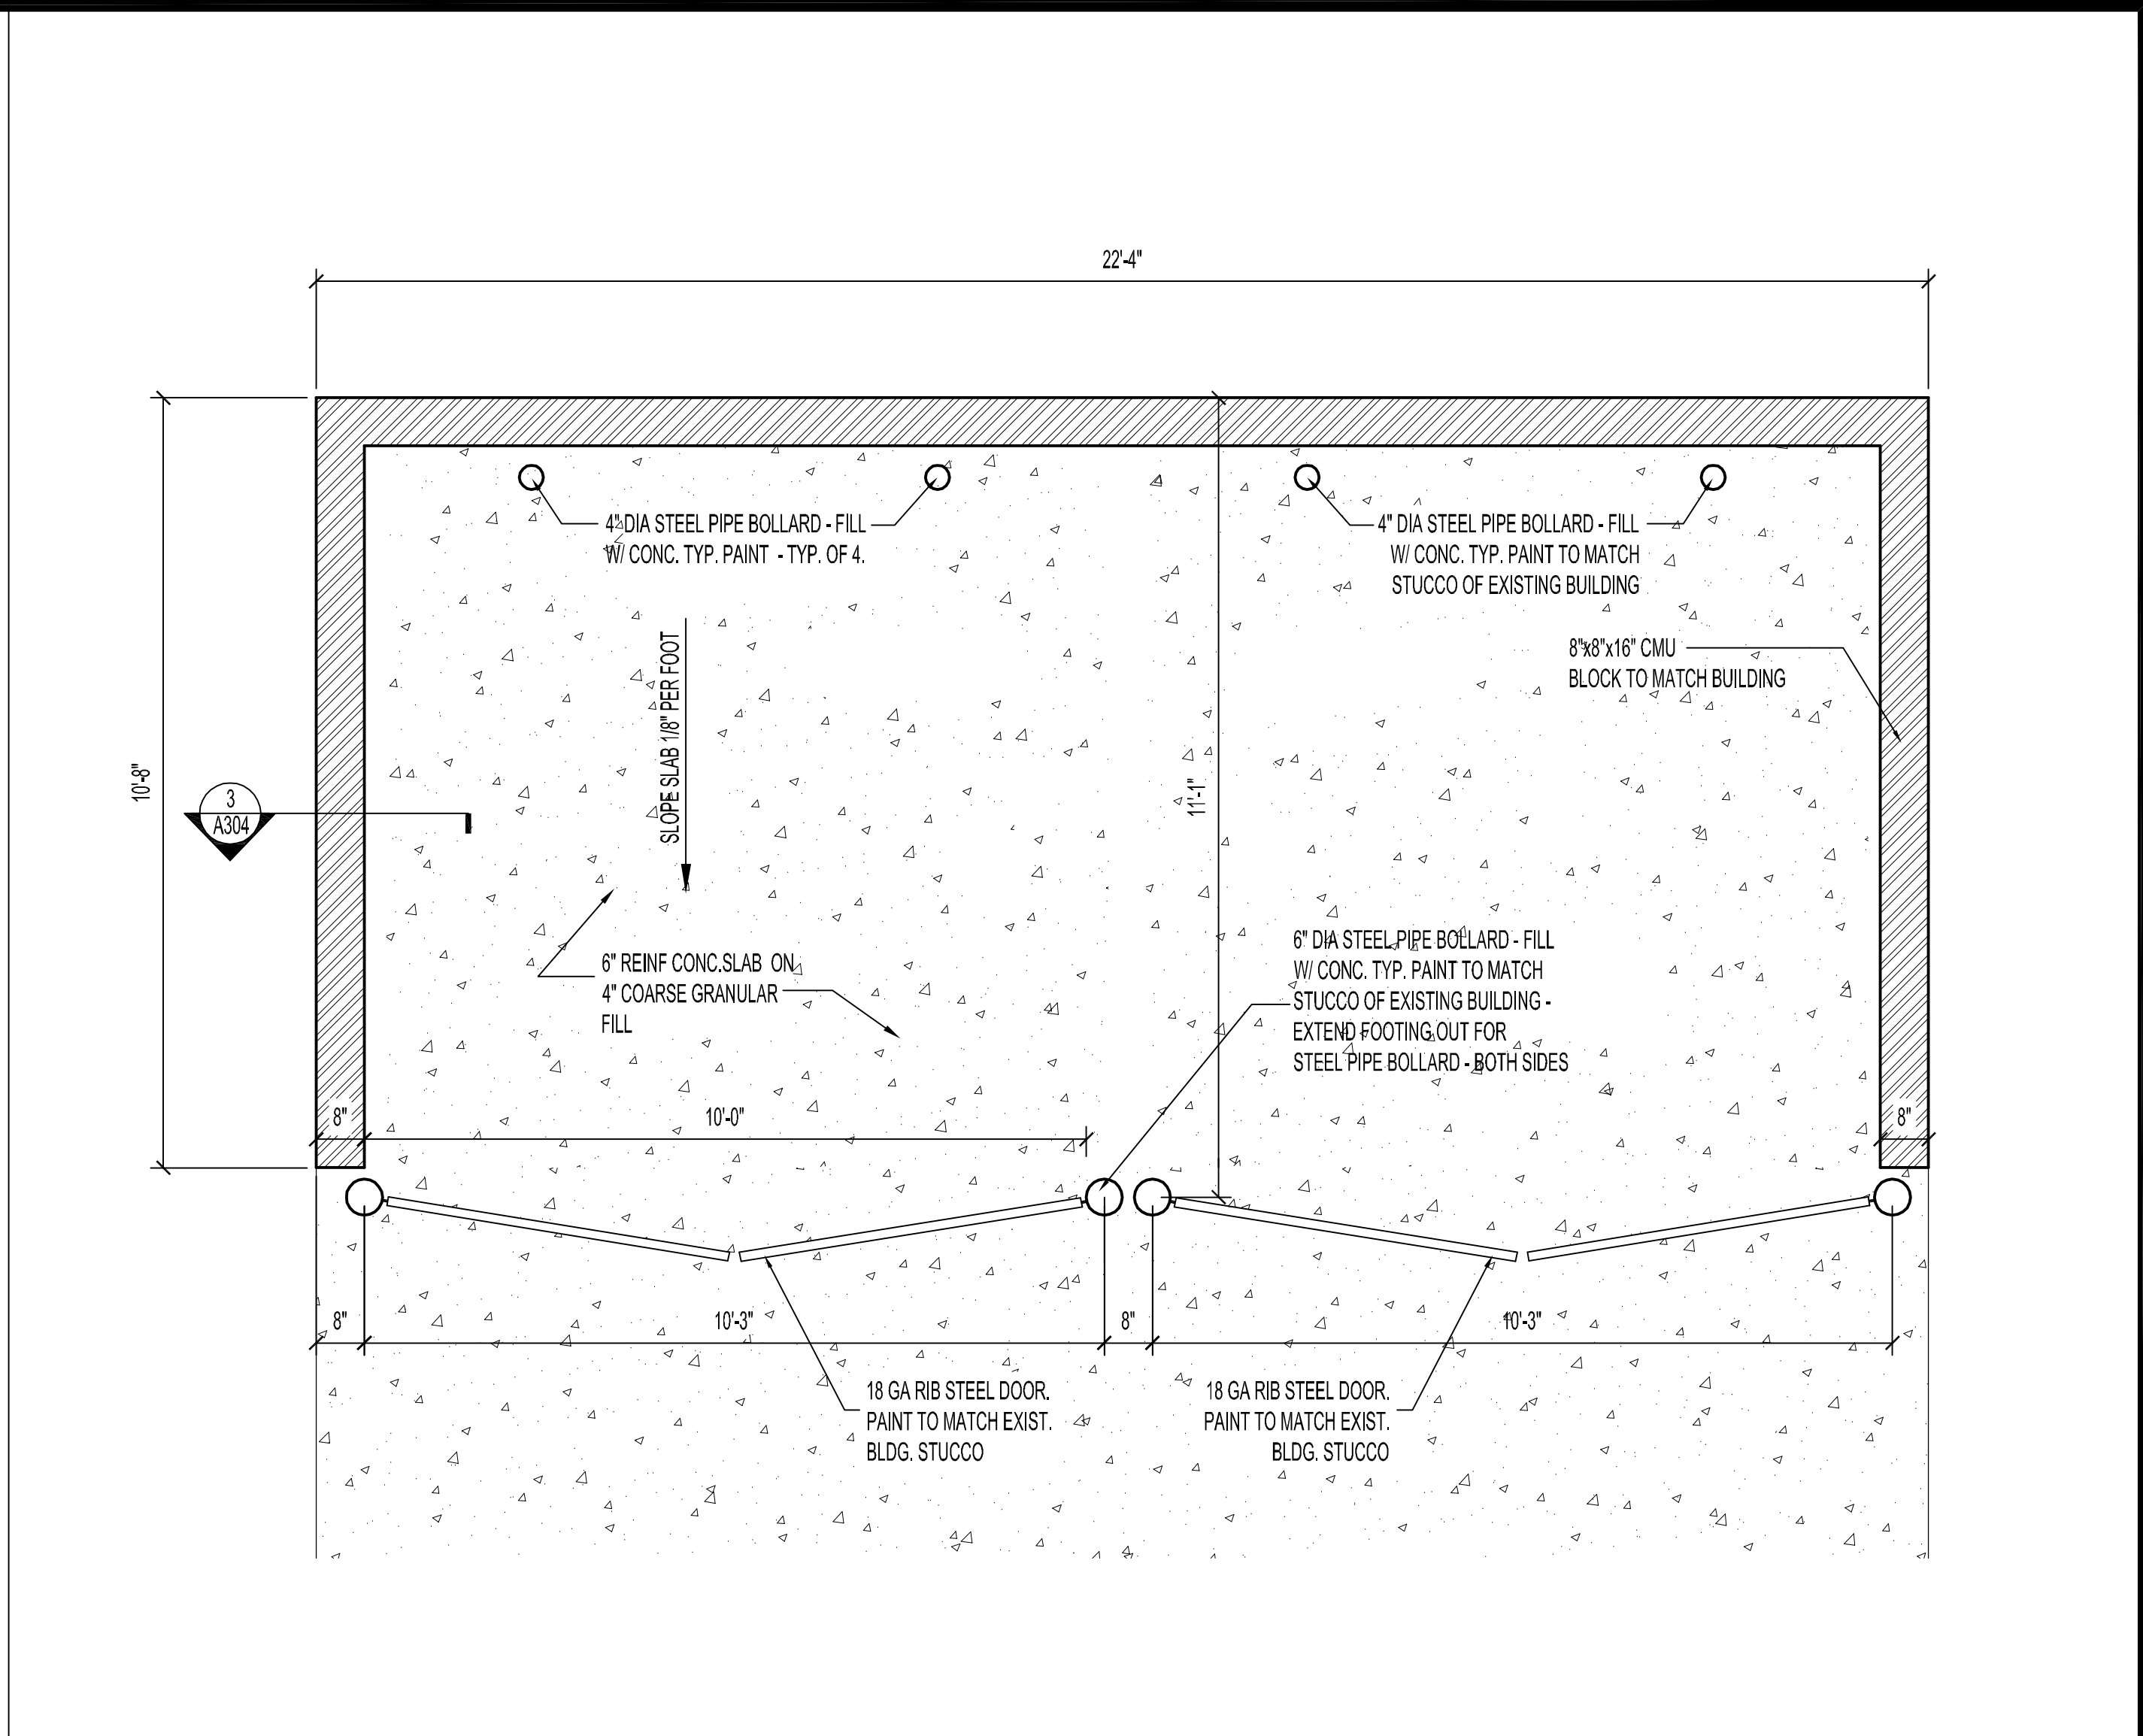 22'-4"
4" DIA STEEL PIPE BOLLARD - FILL
W/ CONC. TYP. PAINT - TYP. OF 4.
4" DIA STEEL PIPE BOLLARD - FILL
W/ CONC. TYP. PAINT TO MATCH
STUCCO OF EXISTING BUILDING
8"x8"x16" CMU
BLOCK TO MATCH BUILDING
SLOPE SLAB 1/8" PER FOOT
10'-8"
3
A304
11'-1"
6" REINF CONC.SLAB ON
4" COARSE GRANULAR
FILL
6" DIA STEEL PIPE BOLLARD - FILL
W/ CONC. TYP. PAINT TO MATCH
STUCCO OF EXISTING BUILDING -
EXTEND FOOTING OUT FOR
STEEL PIPE BOLLARD - BOTH SIDES
8"
10'-0"
8"
8"
10'-3"
8"
10'-3"
18 GA RIB STEEL DOOR.
PAINT TO MATCH EXIST.
BLDG. STUCCO
18 GA RIB STEEL DOOR.
PAINT TO MATCH EXIST.
BLDG. STUCCO